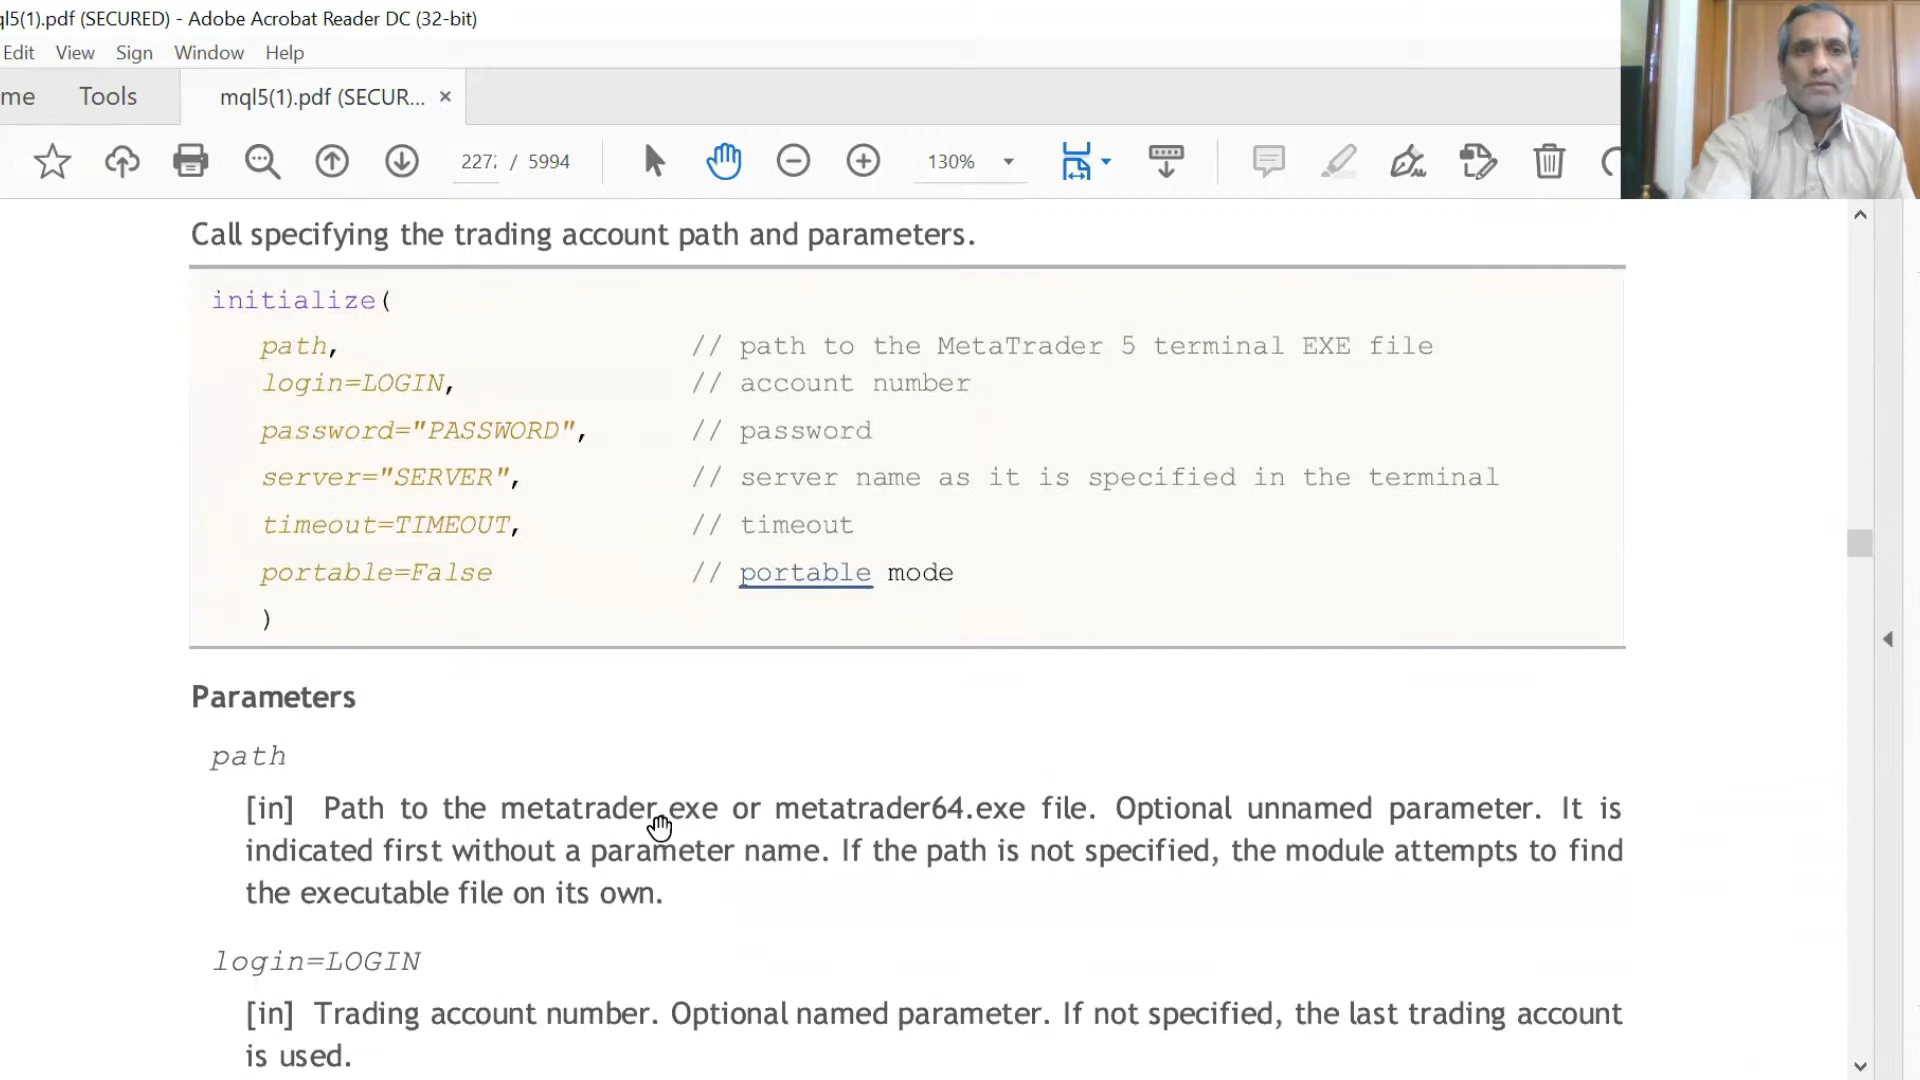 ql5(1).pdf (SECURED) - Adobe Acrobat Reader DC (32-bit)
Edit View Sign Window Help
me Tools mql5(1).pdf (SECUR... ×
227 / 5994 130%
Call specifying the trading account path and parameters.
initialize(
path, // path to the MetaTrader 5 terminal EXE file
login=LOGIN, // account number
password="PASSWORD", // password
server="SERVER", // server name as it is specified in the terminal
timeout=TIMEOUT, // timeout
portable=False // portable mode
)
Parameters
path
[in] Path to the metatrader.exe or metatrader64.exe file. Optional unnamed parameter. It is
indicated first without a parameter name. If the path is not specified, the module attempts to find
the executable file on its own.
login=LOGIN
[in] Trading account number. Optional named parameter. If not specified, the last trading account
is used.